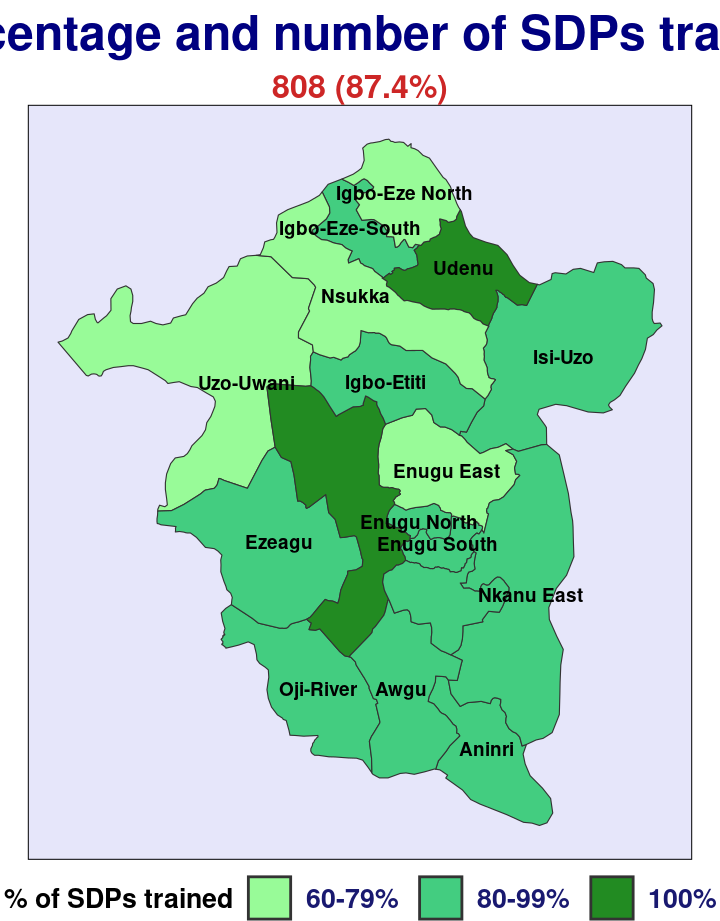 centage and number of SDPs tra
808 (87.4%)
Igbo-Eze North
Igbo-Eze-South
Udenu
Nsukka
Isi-Uzo
Uzo-Uwani
Igbo-Etiti
Enugu East
Enugu North
Enugu South
Ezeagu
Nkanu East
Oji-River
Awgu
Aninri
% of SDPs trained
60-79%
80-99%
100%